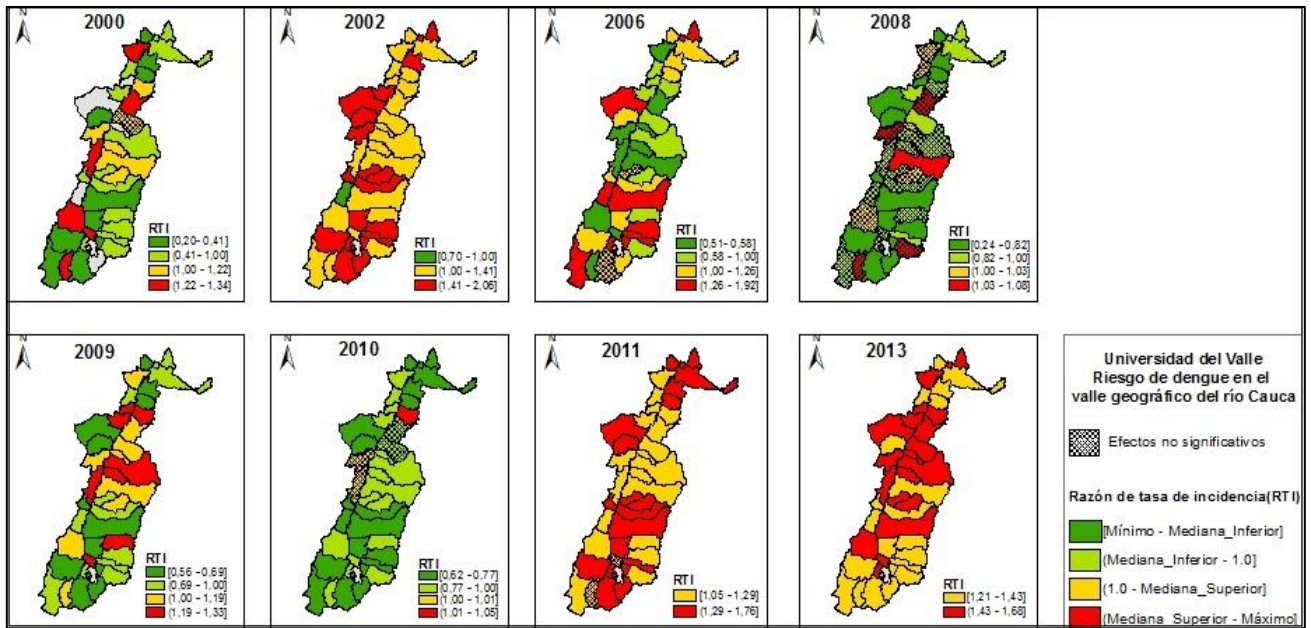 N
2000
RTI
[0,20- 0,41]
(0,41- 1,00]
(1,00 - 1,22]
(1,22 - 1,34]
N
2002
RTI
[0,70 - 1,00]
(1,00 - 1,41]
(1,41 - 2,06]
N
2006
RTI
[0,51- 0,58]
(0,58 - 1,00]
(1,00 - 1,26]
(1,26 - 1,92]
N
2008
RTI
[0,24 - 0,82]
(0,82 - 1,00]
(1,00 - 1,03]
(1,03 - 1,08]
N
2009
RTI
[0,56 - 0,69]
(0,69 - 1,00]
(1,00 - 1,19]
(1,19 - 1,33]
N
2010
RTI
[0,62 - 0,77]
(0,77 - 1,00]
(1,00 - 1,01]
(1,01 - 1,05]
N
2011
RTI
[1,05 - 1,29]
(1,29 - 1,76]
N
2013
RTI
[1,21 - 1,43]
(1,43 - 1,68]
Universidad del Valle
Riesgo de dengue en el
valle geográfico del río Cauca
Efectos no significativos
Razón de tasa de incidencia(RTI)
[Mínimo - Mediana_Inferior]
(Mediana_Inferior - 1.0]
(1.0 - Mediana_Superior]
(Mediana_Superior - Máximo]